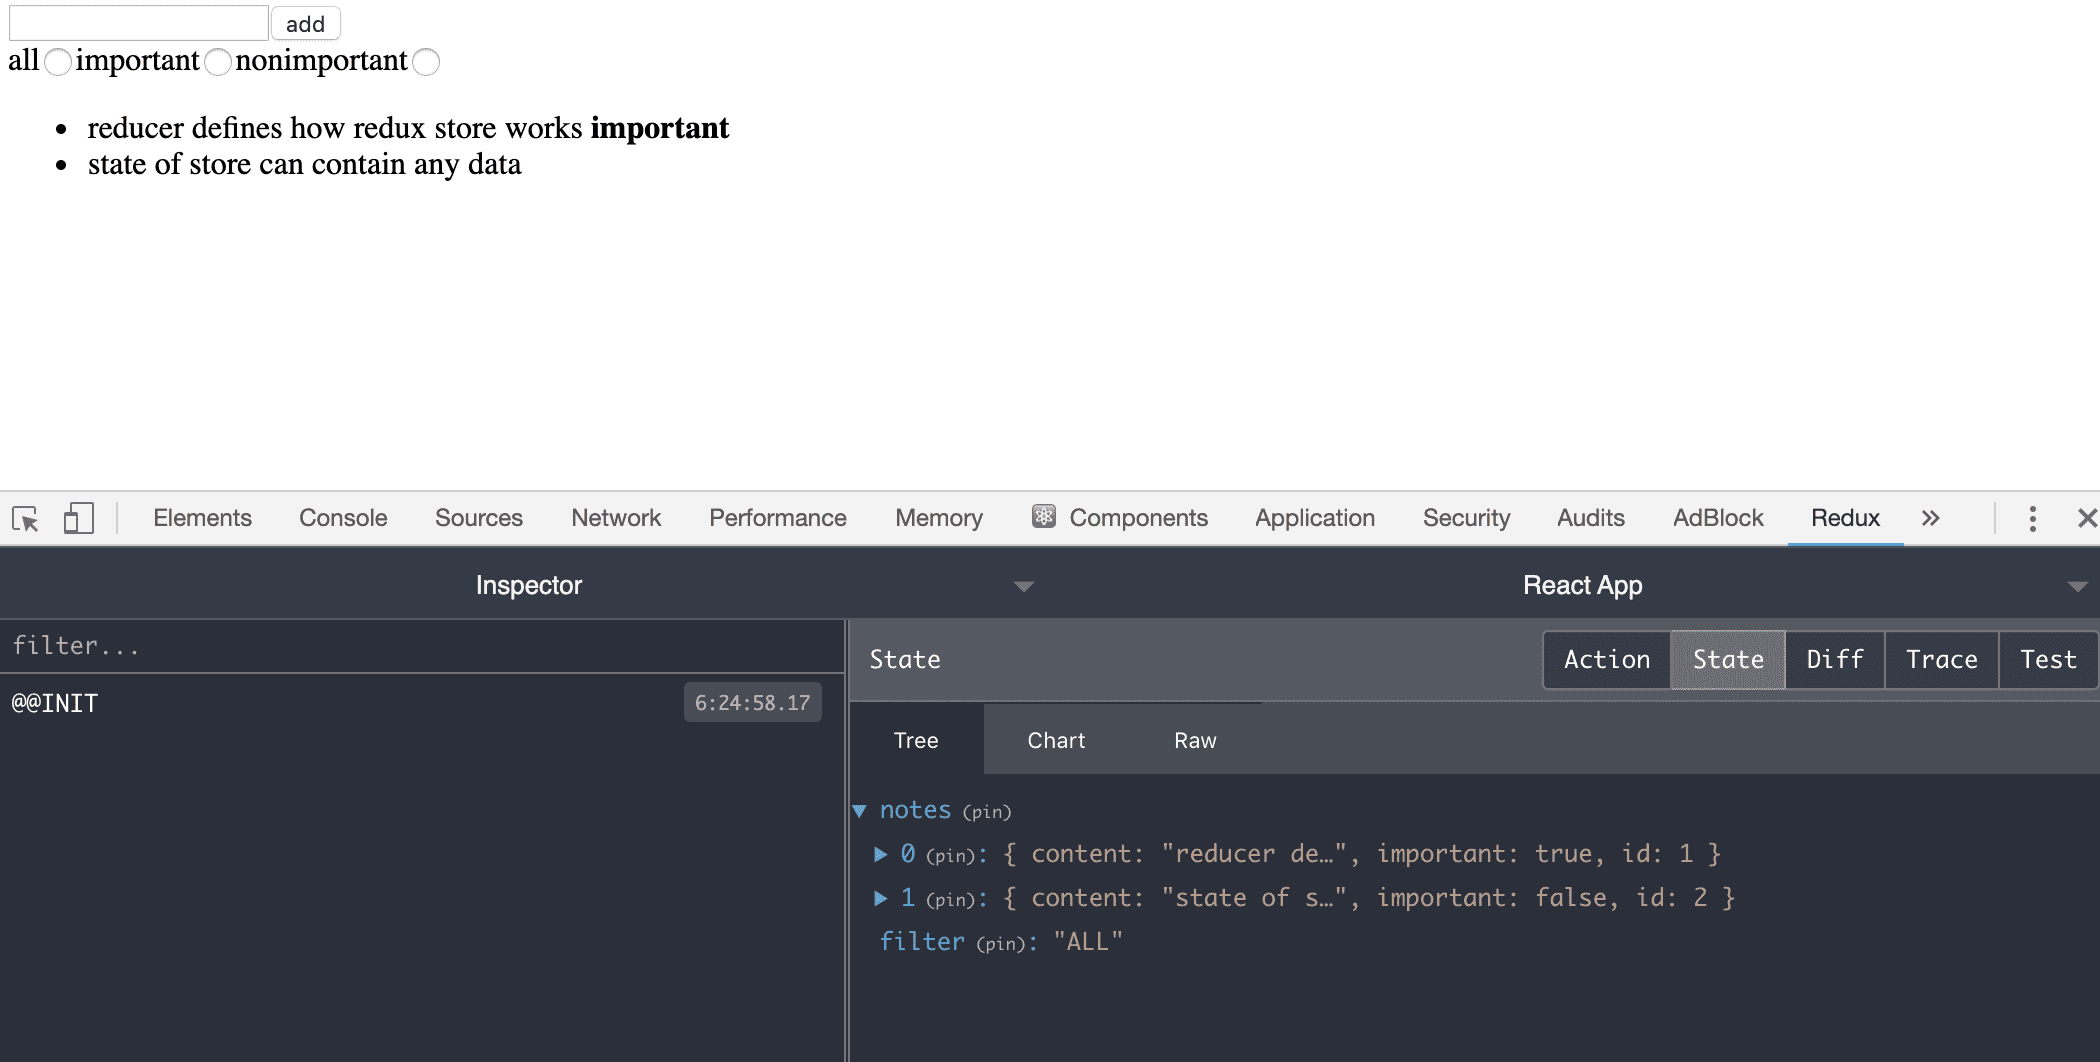 add
all important nonimportant
• reducer defines how redux store works important
• state of store can contain any data
Elements Console Sources Network Performance Memory Components Application Security Audits AdBlock Redux »
Inspector React App
filter...
State Action State Diff Trace Test
@@INIT 6:24:58.17
Tree Chart Raw
notes (pin)
0 (pin): { content: "reducer de…", important: true, id: 1 }
1 (pin): { content: "state of s…", important: false, id: 2 }
filter (pin): "ALL"